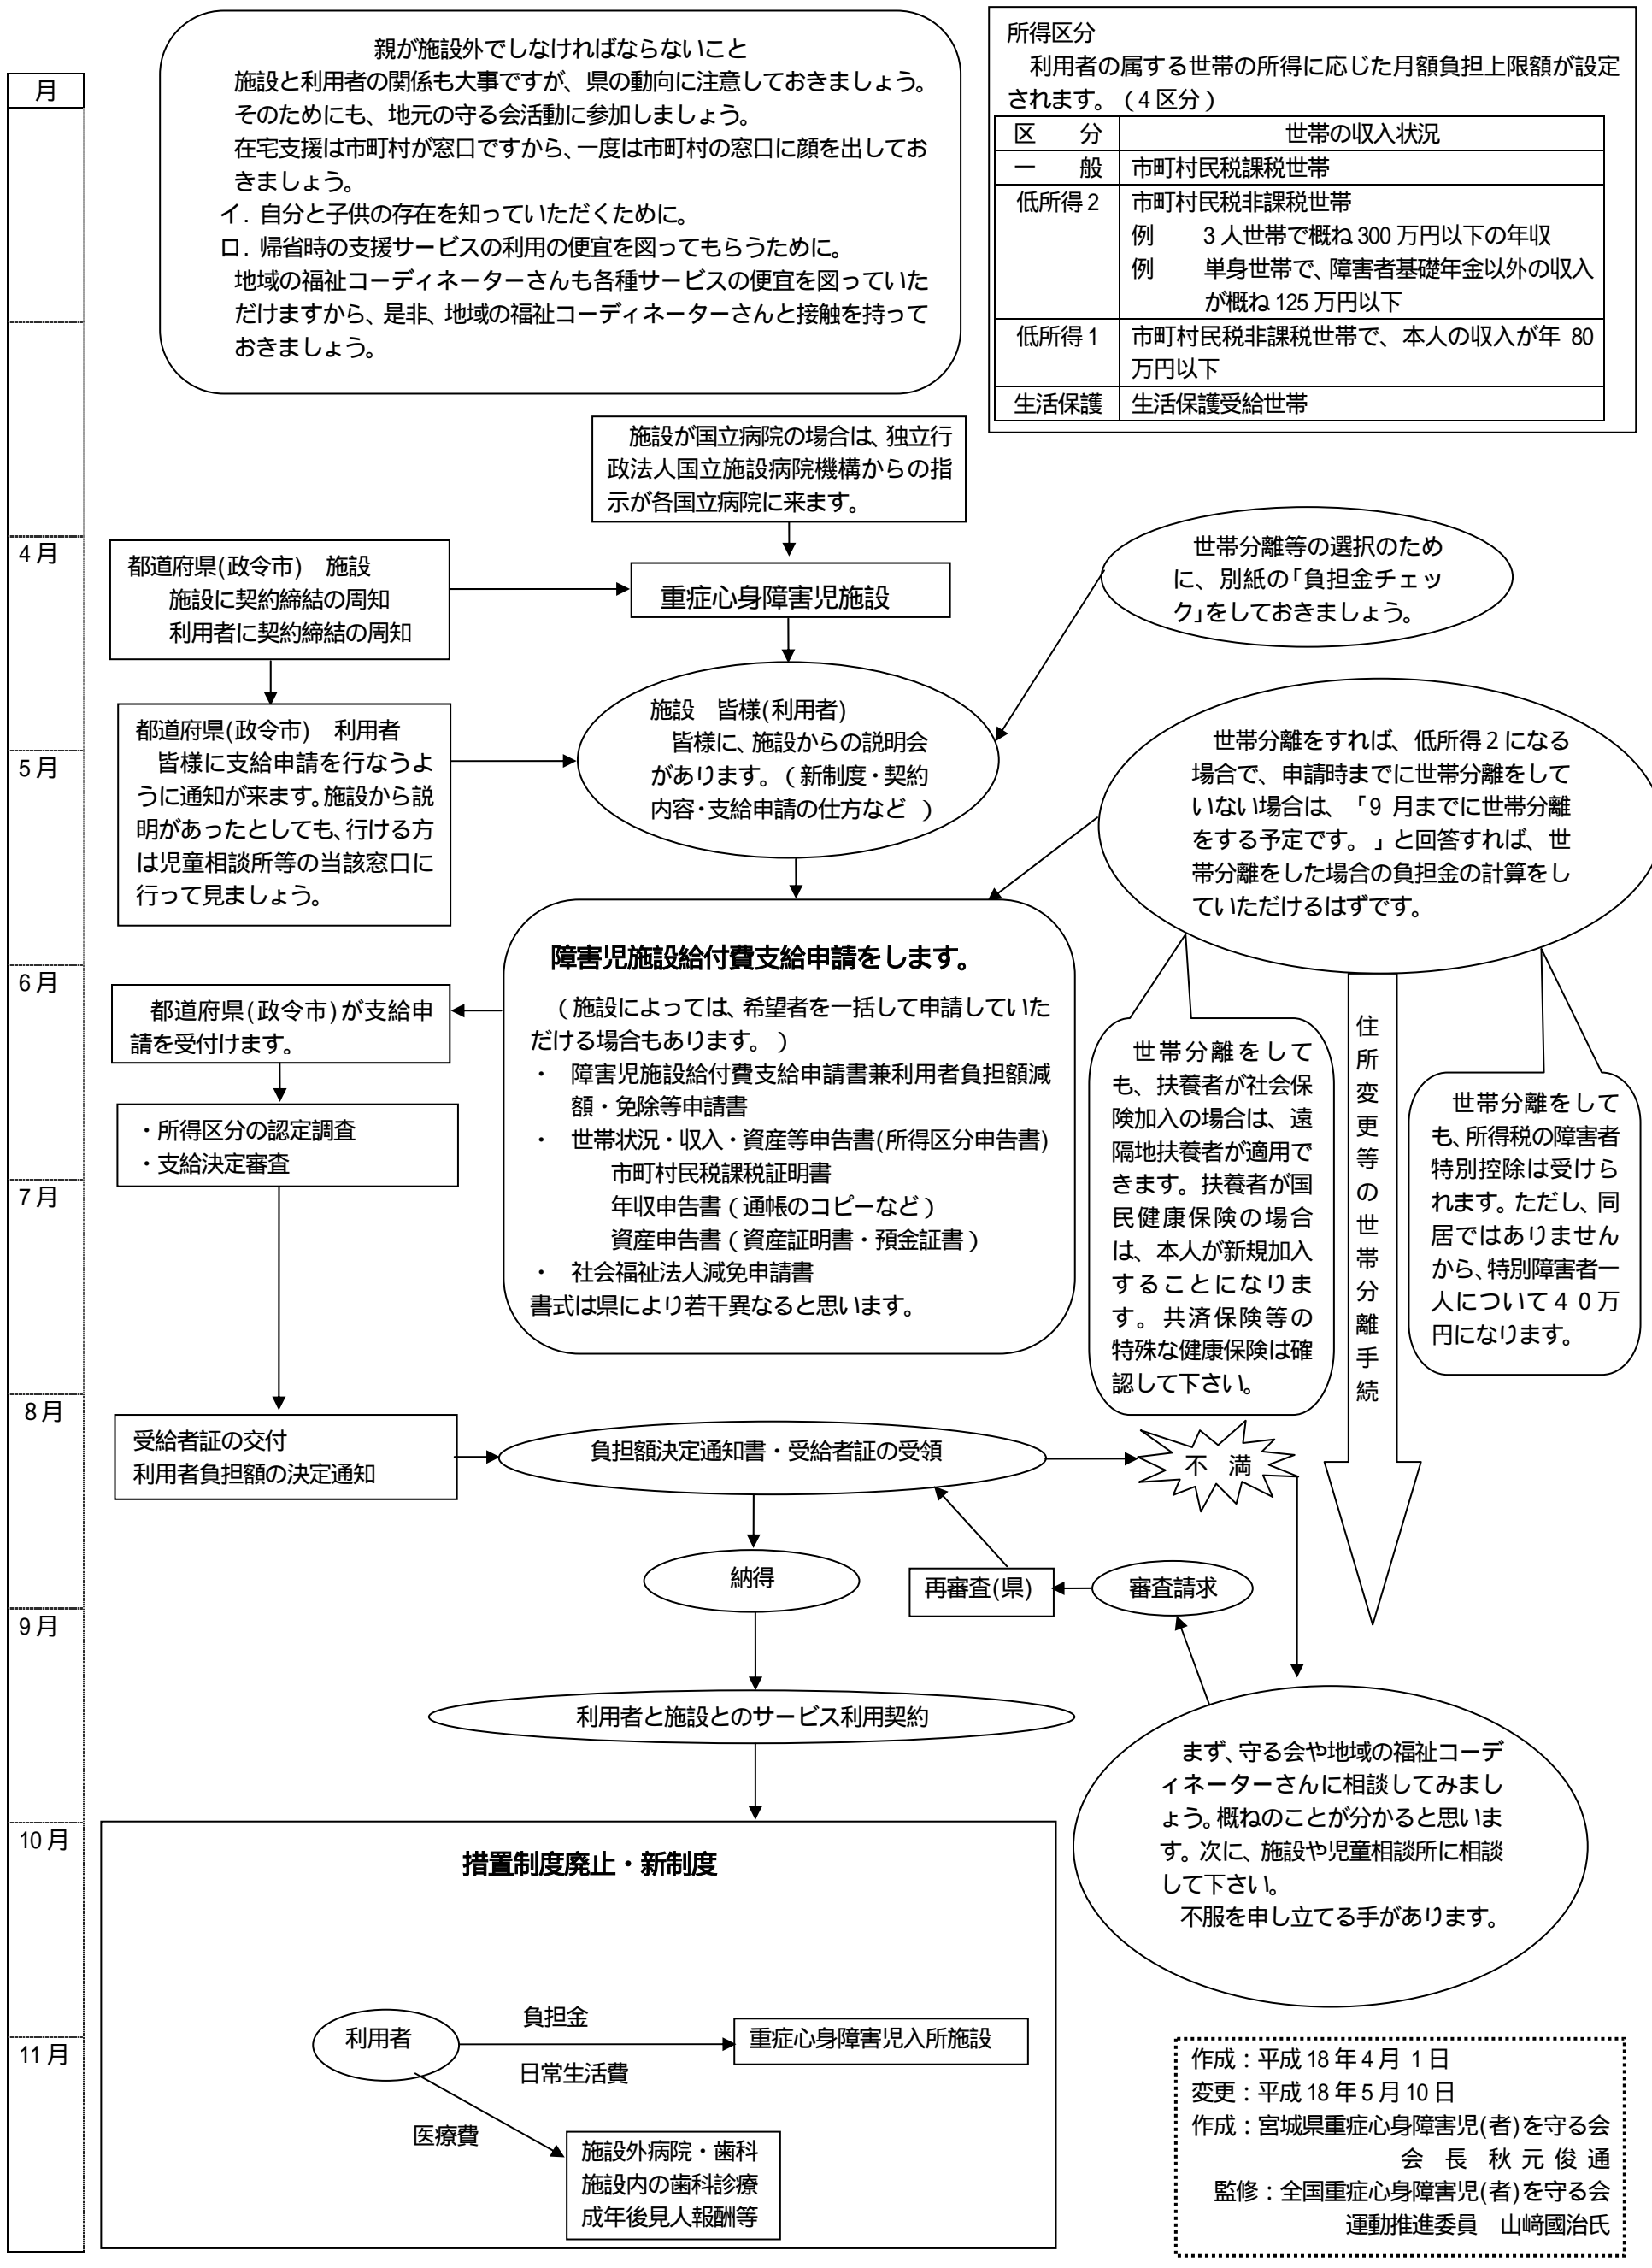 親が施設外でしなければならないこと
施設と利用者の関係も大事ですが、県の動向に注意しておきましょう。
そのためにも、地元の守る会活動に参加しましょう。
在宅支援は市町村が窓口ですから、一度は市町村の窓口に顔を出してお
きましょう。
イ. 自分と子供の存在を知っていただくために。
ロ. 帰省時の支援サービスの利用の便宜を図ってもらうために。
地域の福祉コーディネーターさんも各種サービスの便宜を図っていた
だけますから、是非、地域の福祉コーディネーターさんと接触を持って
おきましょう。
所得区分
利用者の属する世帯の所得に応じた月額負担上限額が設定
されます。(4区分)
区 分 世帯の収入状況
一 般 市町村民税課税世帯
低所得2 市町村民税非課税世帯
例 3人世帯で概ね300万円以下の年収
例 単身世帯で、障害者基礎年金以外の収入
が概ね125万円以下
低所得1 市町村民税非課税世帯で、本人の収入が年 80
万円以下
生活保護 生活保護受給世帯
月
4月
5月
6月
7月
8月
9月
10月
11月
施設が国立病院の場合は、独立行
政法人国立施設病院機構からの指
示が各国立病院に来ます。
都道府県(政令市) 施設
施設に契約締結の周知
利用者に契約締結の周知
重症心身障害児施設
世帯分離等の選択のため
に、別紙の「負担金チェッ
ク」をしておきましょう。
都道府県(政令市) 利用者
皆様に支給申請を行なうよ
うに通知が来ます。施設から説
明があったとしても、行ける方
は児童相談所等の当該窓口に
行って見ましょう。
施設 皆様(利用者)
皆様に、施設からの説明会
があります。(新制度・契約
内容・支給申請の仕方など )
世帯分離をすれば、低所得2になる
場合で、申請時までに世帯分離をして
いない場合は、「9 月までに世帯分離
をする予定です。」と回答すれば、世
帯分離をした場合の負担金の計算をし
ていただけるはずです。
障害児施設給付費支給申請をします。
(施設によっては、希望者を一括して申請していた
だける場合もあります。)
・ 障害児施設給付費支給申請書兼利用者負担額減
額・免除等申請書
・ 世帯状況・収入・資産等申告書(所得区分申告書)
市町村民税課税証明書
年収申告書(通帳のコピーなど)
資産申告書(資産証明書・預金証書)
・ 社会福祉法人減免申請書
書式は県により若干異なると思います。
都道府県(政令市)が支給申
請を受付けます。
・所得区分の認定調査
・支給決定審査
世帯分離をして
も、扶養者が社会保
険加入の場合は、遠
隔地扶養者が適用で
きます。扶養者が国
民健康保険の場合
は、本人が新規加入
することになりま
す。共済保険等の
特殊な健康保険は確
認して下さい。
住所変更等の世帯分離手続
世帯分離をして
も、所得税の障害者
特別控除は受けら
れます。ただし、同
居ではありません
から、特別障害者一
人について40万
円になります。
受給者証の交付
利用者負担額の決定通知
負担額決定通知書・受給者証の受領
不 満
納得
再審査(県)
審査請求
利用者と施設とのサービス利用契約
まず、守る会や地域の福祉コーデ
ィネーターさんに相談してみまし
ょう。概ねのことが分かると思いま
す。次に、施設や児童相談所に相談
して下さい。
不服を申し立てる手があります。
措置制度廃止・新制度
利用者
負担金
日常生活費
重症心身障害児入所施設
医療費
施設外病院・歯科
施設内の歯科診療
成年後見人報酬等
作成:平成18年4月 1日
変更:平成18年5月10日
作成:宮城県重症心身障害児(者)を守る会
会 長 秋元俊通
監修:全国重症心身障害児(者)を守る会
運動推進委員 山﨑國治氏